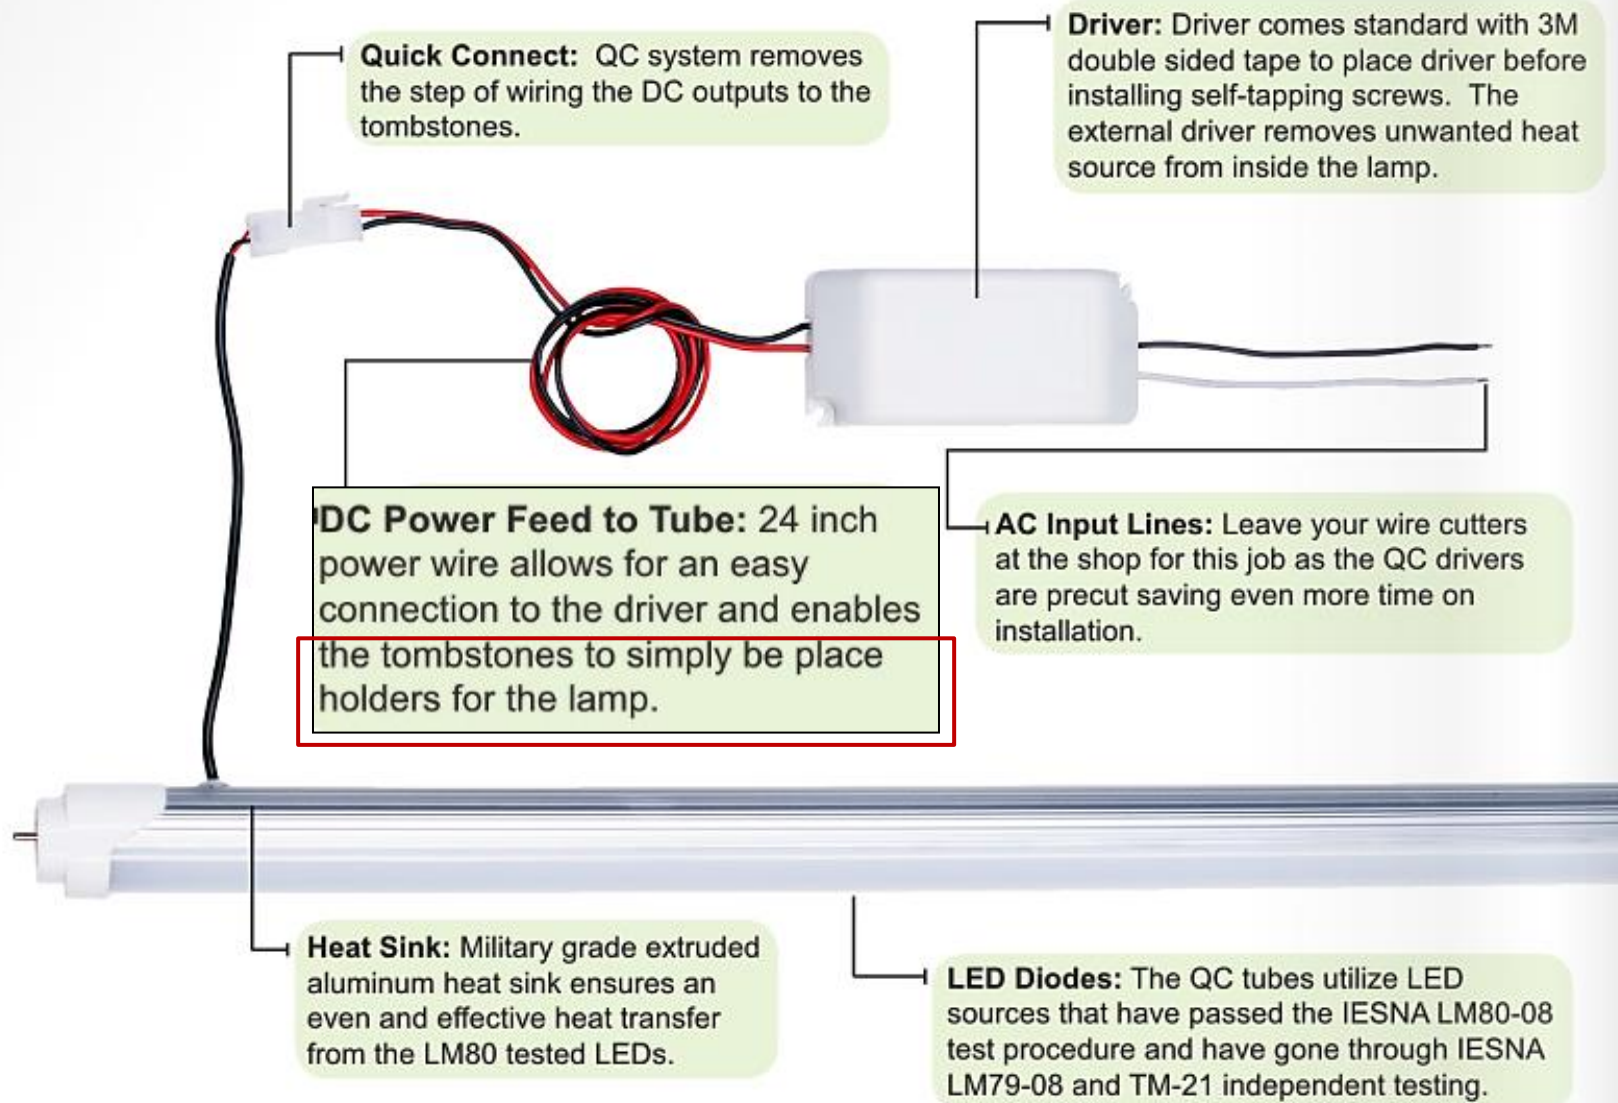 Quick Connect: QC system removes
the step of wiring the DC outputs to the
tombstones.
Driver: Driver comes standard with 3M
double sided tape to place driver before
installing self-tapping screws. The
external driver removes unwanted heat
source from inside the lamp.
DC Power Feed to Tube: 24 inch
power wire allows for an easy
connection to the driver and enables
the tombstones to simply be place
holders for the lamp.
AC Input Lines: Leave your wire cutters
at the shop for this job as the QC drivers
are precut saving even more time on
installation.
Heat Sink: Military grade extruded
aluminum heat sink ensures an
even and effective heat transfer
from the LM80 tested LEDs.
LED Diodes: The QC tubes utilize LED
sources that have passed the IESNA LM80-08
test procedure and have gone through IESNA
LM79-08 and TM-21 independent testing.